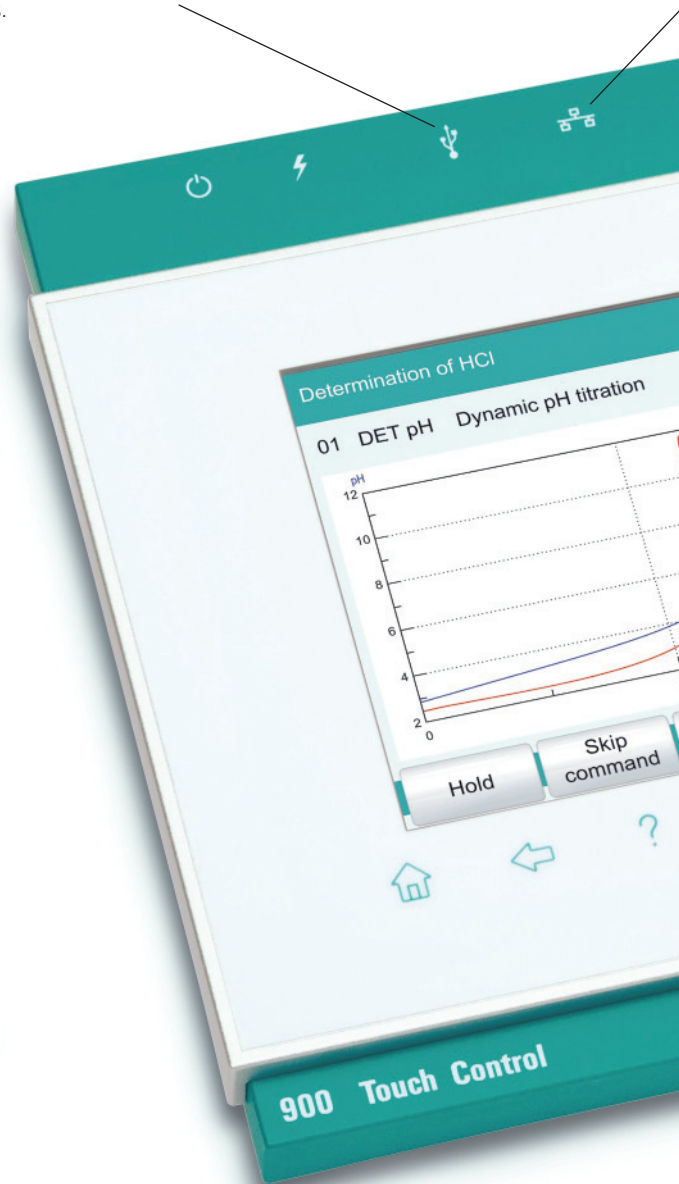 s.
Determination of HCl
01 DET pH Dynamic pH titration
pH
12
10
8
6
4
2
0
Hold
Skip
command
?
900 Touch Control